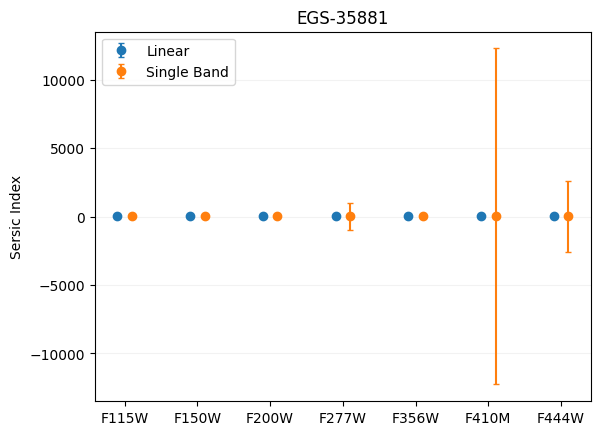 EGS-35881
Linear
Single Band
Sersic Index
10000
5000
0
−5000
−10000
F115W F150W F200W F277W F356W F410M F444W